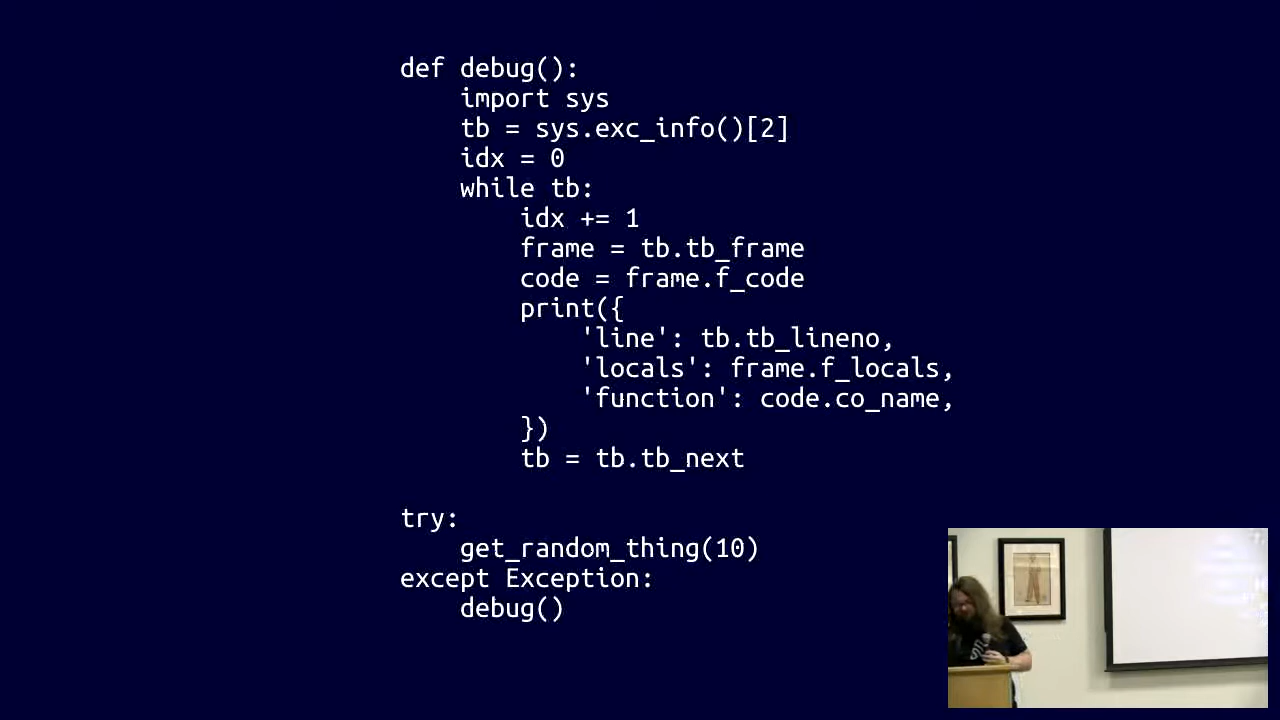 def debug():
    import sys
    tb = sys.exc_info()[2]
    idx = 0
    while tb:
        idx += 1
        frame = tb.tb_frame
        code = frame.f_code
        print({
            'line': tb.tb_lineno,
            'locals': frame.f_locals,
            'function': code.co_name,
        })
        tb = tb.tb_next
try:
    get_random_thing(10)
except Exception:
    debug()